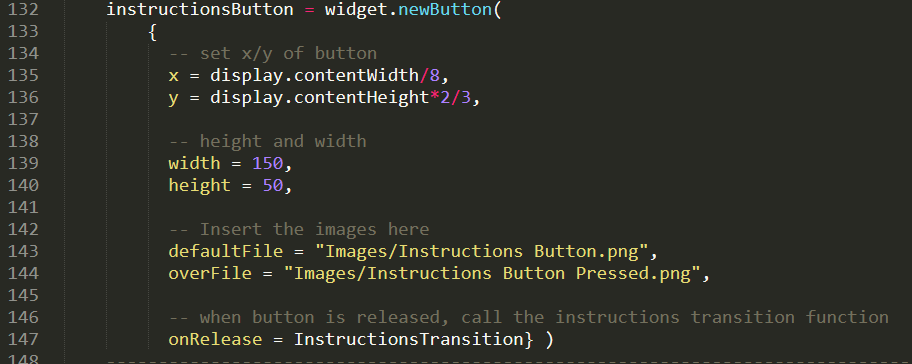 132 instructionsButton = widget.newButton(
133 {
134 -- set x/y of button
135 x = display.contentWidth/8,
136 y = display.contentHeight*2/3,
137
138 -- height and width
139 width = 150,
140 height = 50,
141
142 -- Insert the images here
143 defaultFile = "Images/Instructions Button.png",
144 overFile = "Images/Instructions Button Pressed.png",
145
146 -- when button is released, call the instructions transition function
147 onRelease = InstructionsTransition} )
148 -----------------------------------------------------------------------------